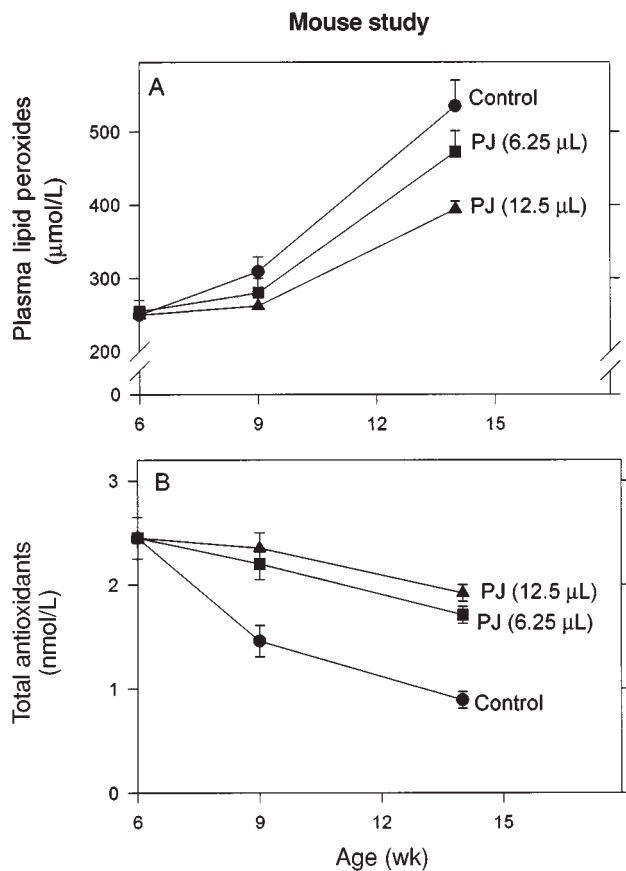 Mouse study
A
Plasma lipid peroxides
(μmol/L)
500
400
300
200
0
Control
PJ (6.25 μL)
PJ (12.5 μL)
6
9
12
15
B
Total antioxidants
(nmol/L)
3
2
1
0
PJ (12.5 μL)
PJ (6.25 μL)
Control
6
9
12
15
Age (wk)